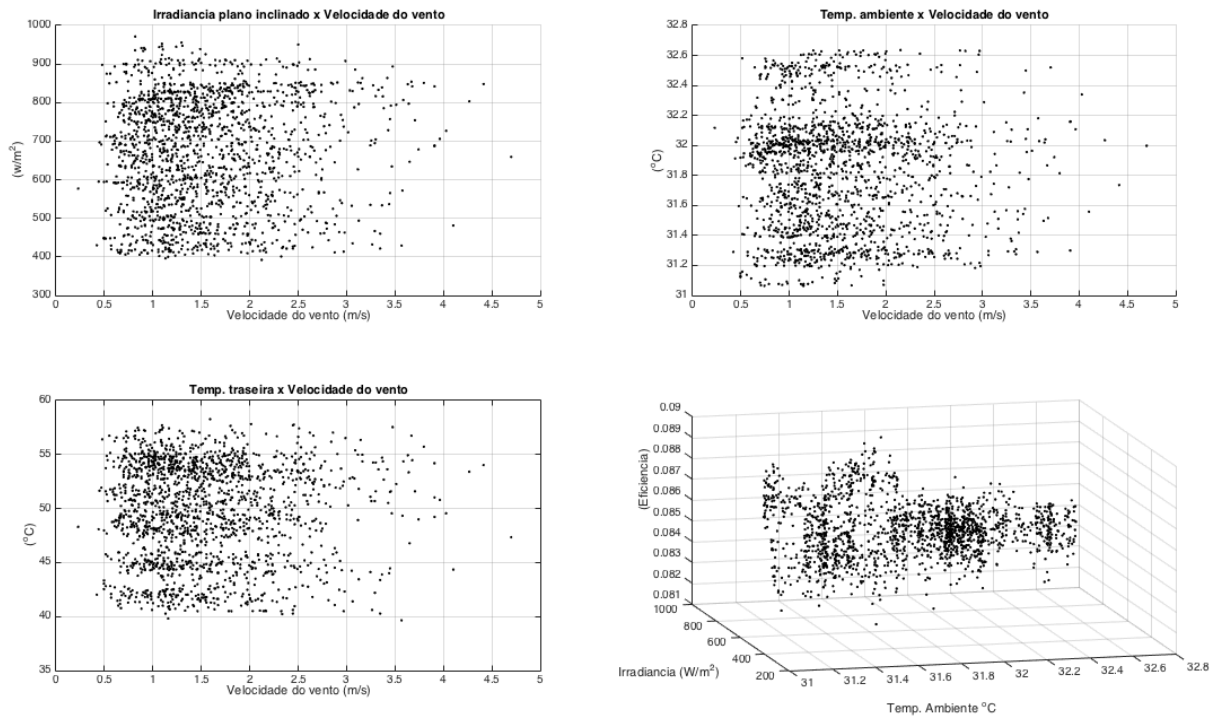 Irradiancia plano inclinado x Velocidade do vento
1000
900
800
700
600
500
400
300
(w/m²)
0 0.5 1 1.5 2 2.5 3 3.5 4 4.5 5
Velocidade do vento (m/s)
Temp. ambiente x Velocidade do vento
32.8
32.6
32.4
32.2
32
31.8
31.6
31.4
31.2
31
(°C)
0 0.5 1 1.5 2 2.5 3 3.5 4 4.5 5
Velocidade do vento (m/s)
Temp. traseira x Velocidade do vento
60
55
50
45
40
35
(°C)
0 0.5 1 1.5 2 2.5 3 3.5 4 4.5 5
Velocidade do vento (m/s)
0.09
0.089
0.088
0.087
0.086
0.085
0.084
0.083
0.082
0.081
(Eficiencia)
1000
800
600
400
200
Irradiancia (W/m²)
31 31.2 31.4 31.6 31.8 32 32.2 32.4 32.6 32.8
Temp. Ambiente °C